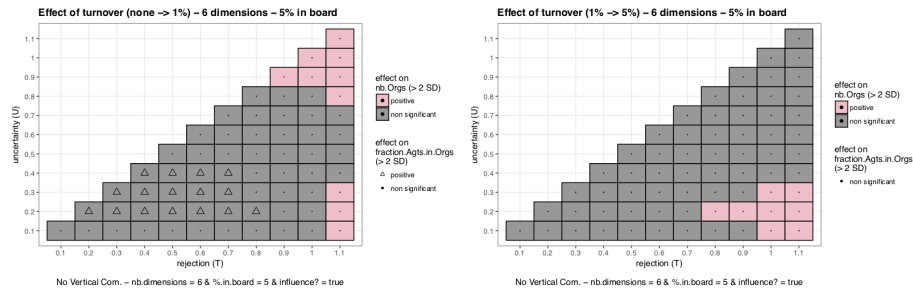 Effect of turnover (none −> 1%) − 6 dimensions − 5% in board
1.1
1
0.9
0.8
0.7
0.6
0.5
0.4
0.3
0.2
0.1
uncertainty (U)
0.1 0.2 0.3 0.4 0.5 0.6 0.7 0.8 0.9 1 1.1
rejection (T)
effect on
nb.Orgs (> 2 SD)
positive
non significant
effect on
fraction.Agts.in.Orgs
(> 2 SD)
positive
non significant
No Vertical Com. − nb.dimensions = 6 & %.in.board = 5 & influence? = true
Effect of turnover (1% −> 5%) − 6 dimensions − 5% in board
1.1
1
0.9
0.8
0.7
0.6
0.5
0.4
0.3
0.2
0.1
uncertainty (U)
0.1 0.2 0.3 0.4 0.5 0.6 0.7 0.8 0.9 1 1.1
rejection (T)
effect on
nb.Orgs (> 2 SD)
positive
non significant
effect on
fraction.Agts.in.Orgs
(> 2 SD)
non significant
No Vertical Com. − nb.dimensions = 6 & %.in.board = 5 & influence? = true